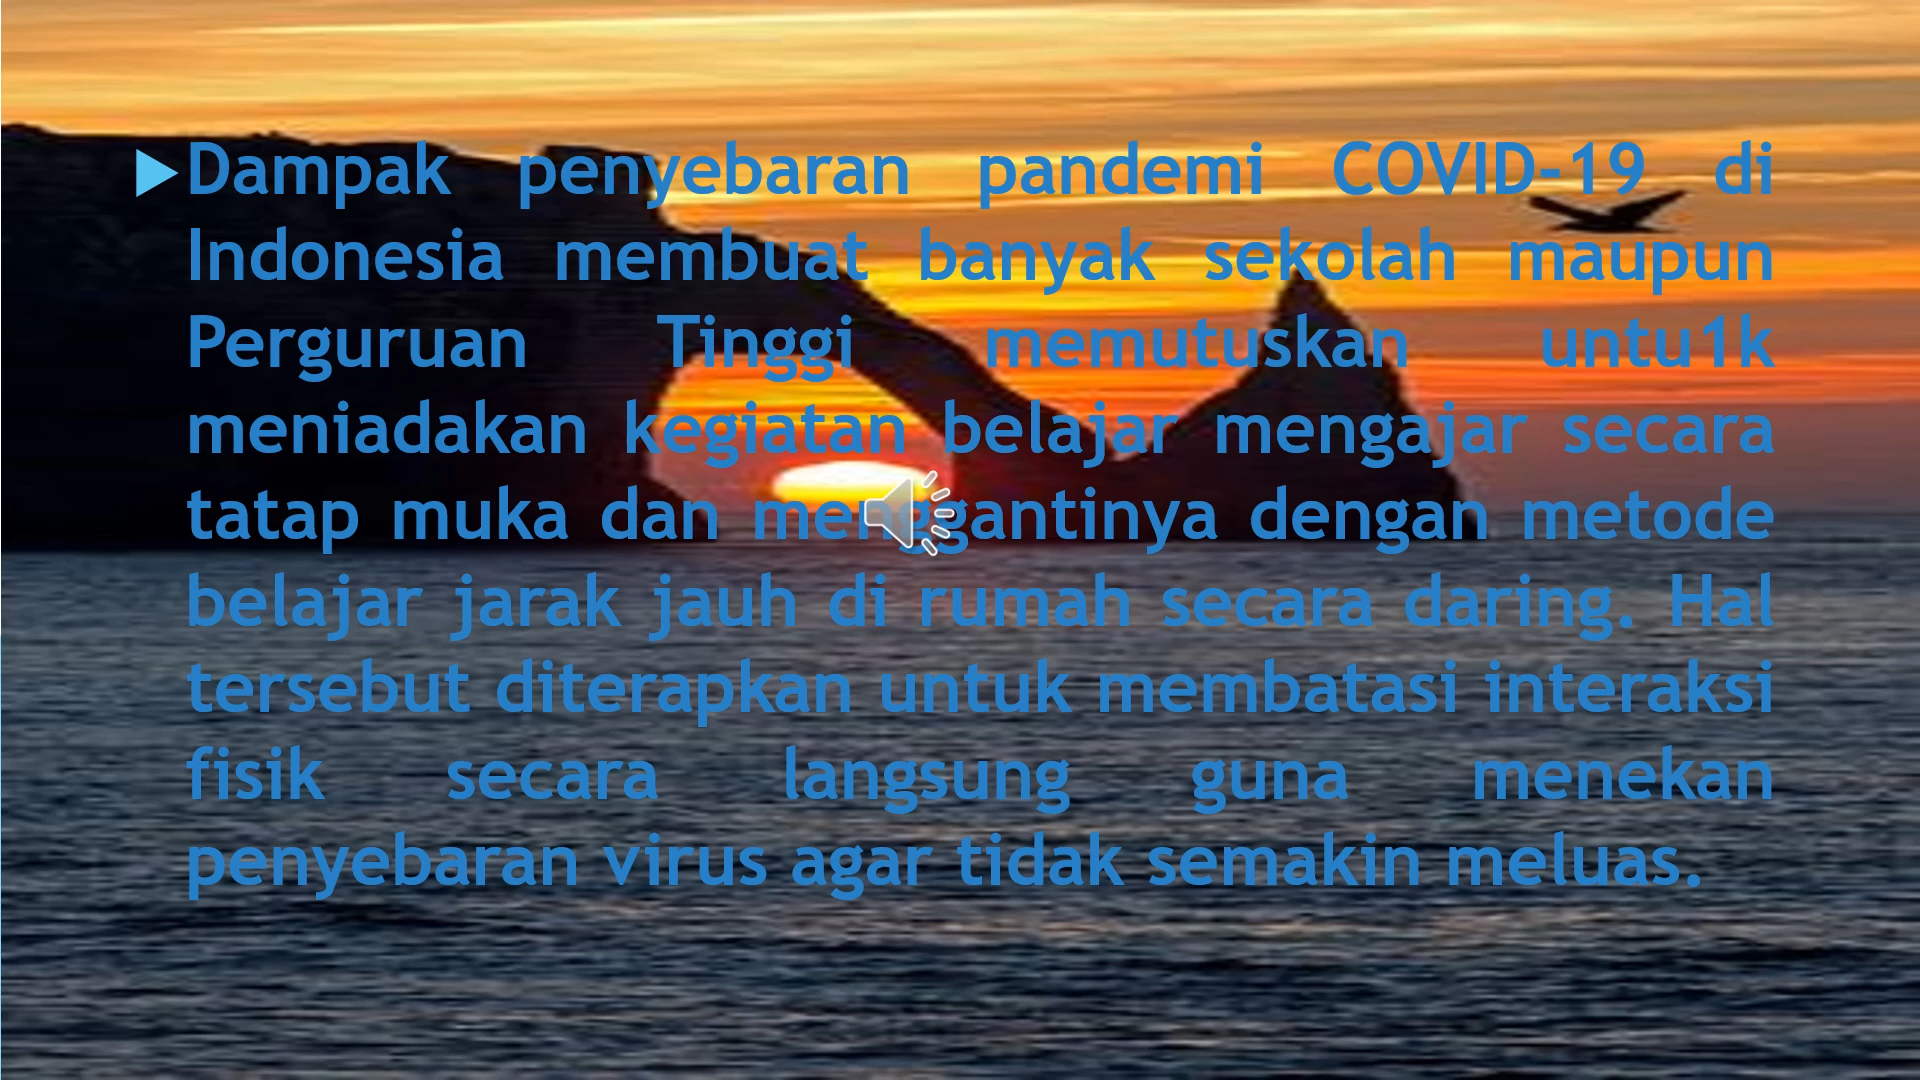 Dampak penyebaran pandemi COVID-19 di
Indonesia membuat banyak sekolah maupun
Perguruan Tinggi memutuskan untu1k
meniadakan kegiatan belajar mengajar secara
tatap muka dan menggantinya dengan metode
belajar jarak jauh di rumah secara daring. Hal
tersebut diterapkan untuk membatasi interaksi
fisik secara langsung guna menekan
penyebaran virus agar tidak semakin meluas.